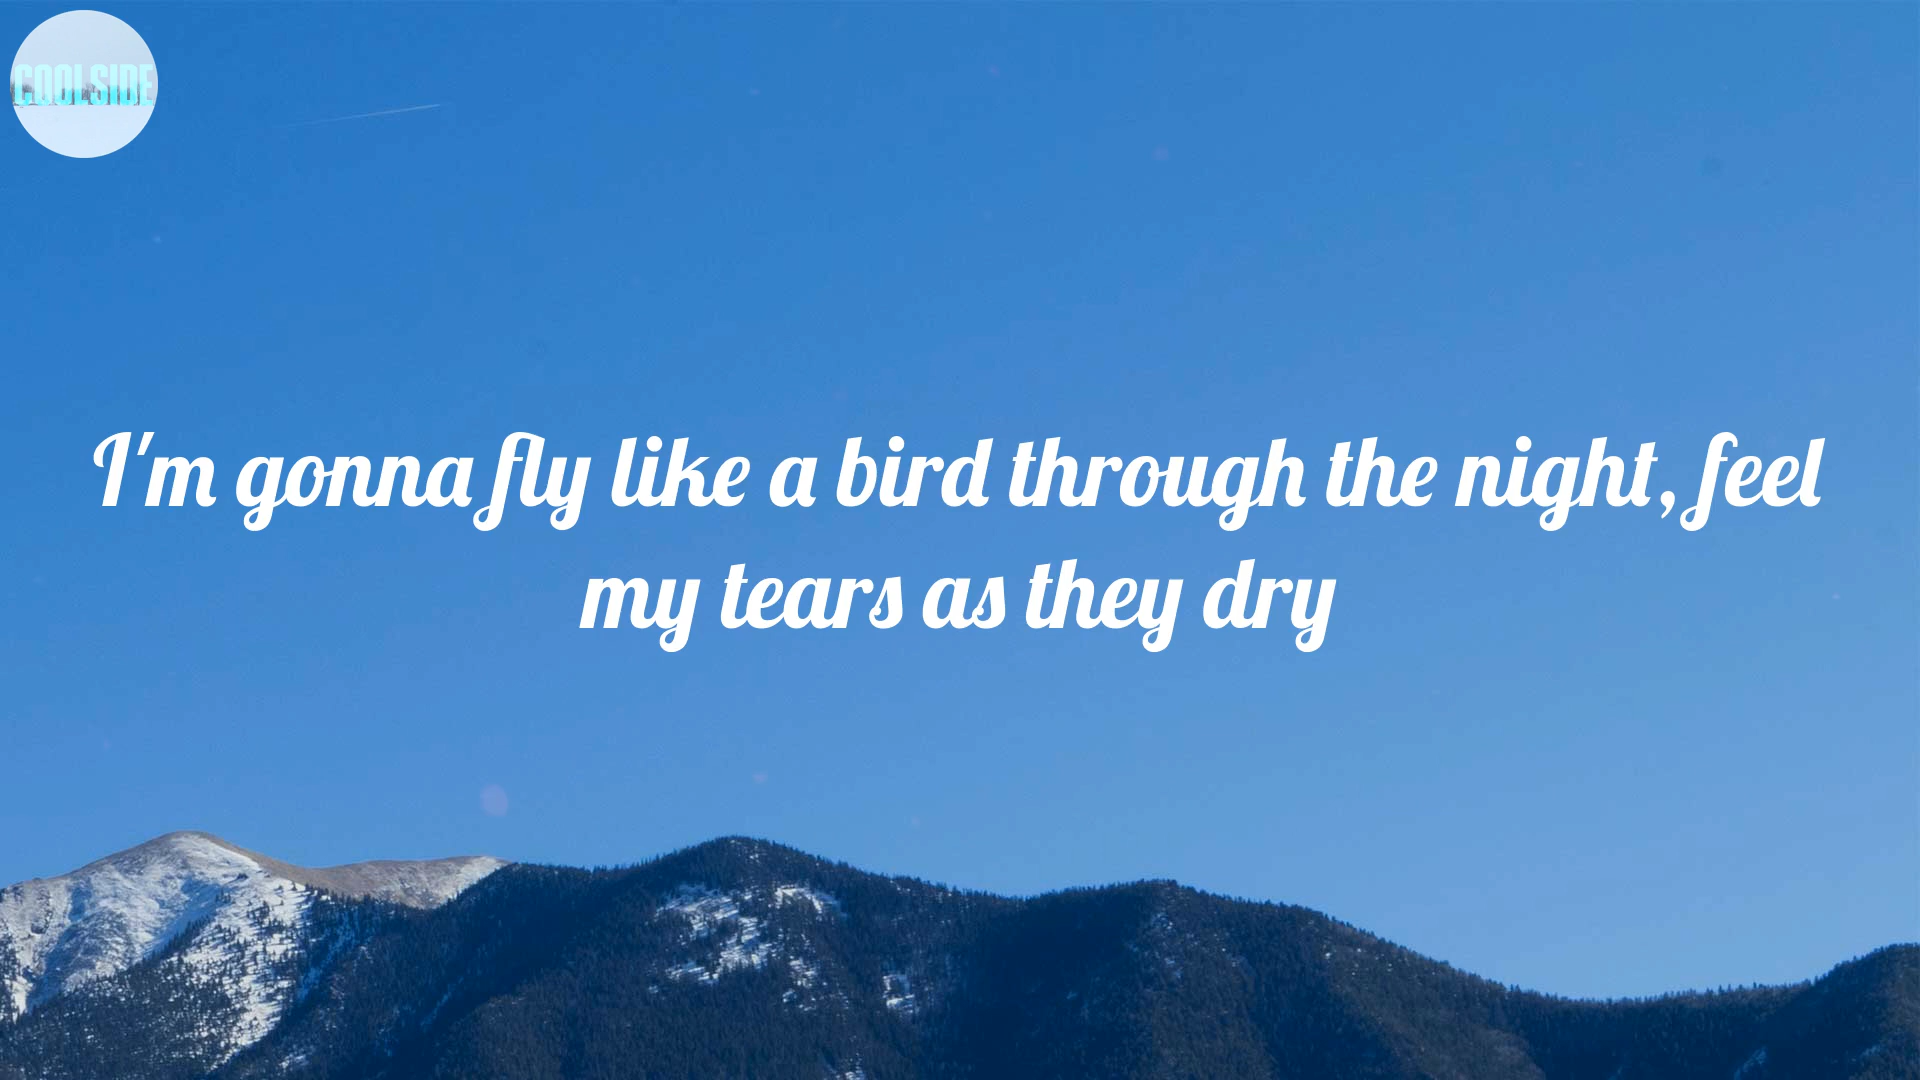 COOLSIDE
I'm gonna fly like a bird through the night, feel
my tears as they dry